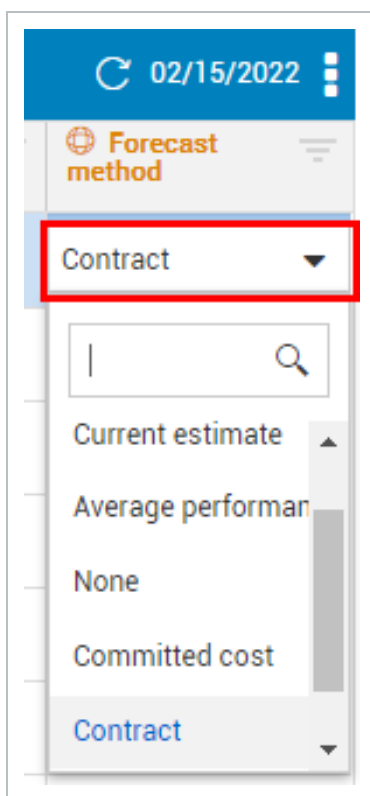 02/15/2022
Forecast
method
Contract
Current estimate
Average performan
None
Committed cost
Contract